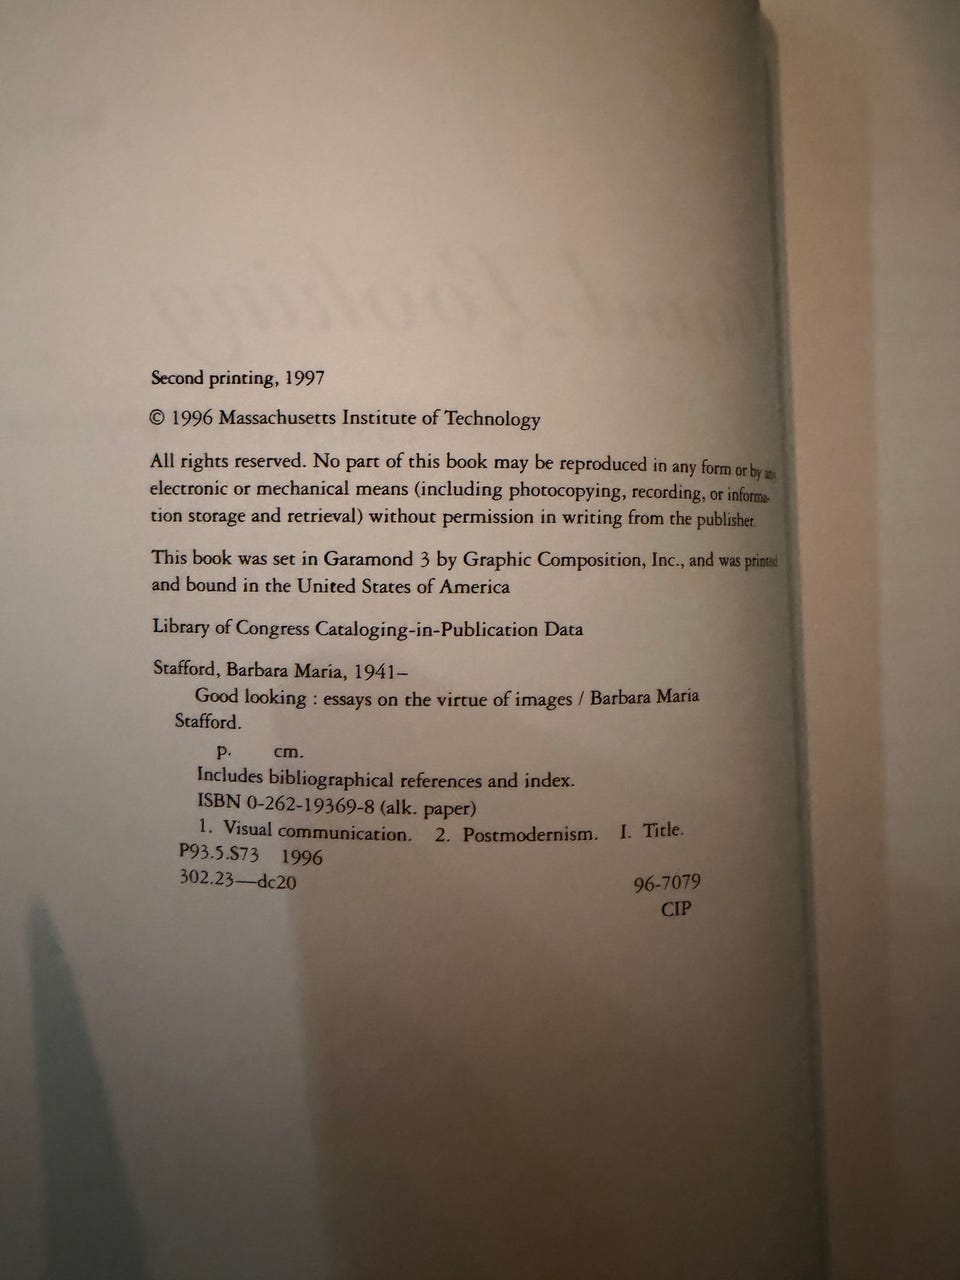 Second printing, 1997
© 1996 Massachusetts Institute of Technology
All rights reserved. No part of this book may be reproduced in any form or by any
electronic or mechanical means (including photocopying, recording, or informa-
tion storage and retrieval) without permission in writing from the publisher.
This book was set in Garamond 3 by Graphic Composition, Inc., and was printed
and bound in the United States of America
Library of Congress Cataloging-in-Publication Data
Stafford, Barbara Maria, 1941–
Good looking : essays on the virtue of images / Barbara Maria
Stafford.
p. cm.
Includes bibliographical references and index.
ISBN 0-262-19369-8 (alk. paper)
1. Visual communication. 2. Postmodernism. I. Title.
P93.5.S73 1996
302.23—dc20 96-7079
CIP